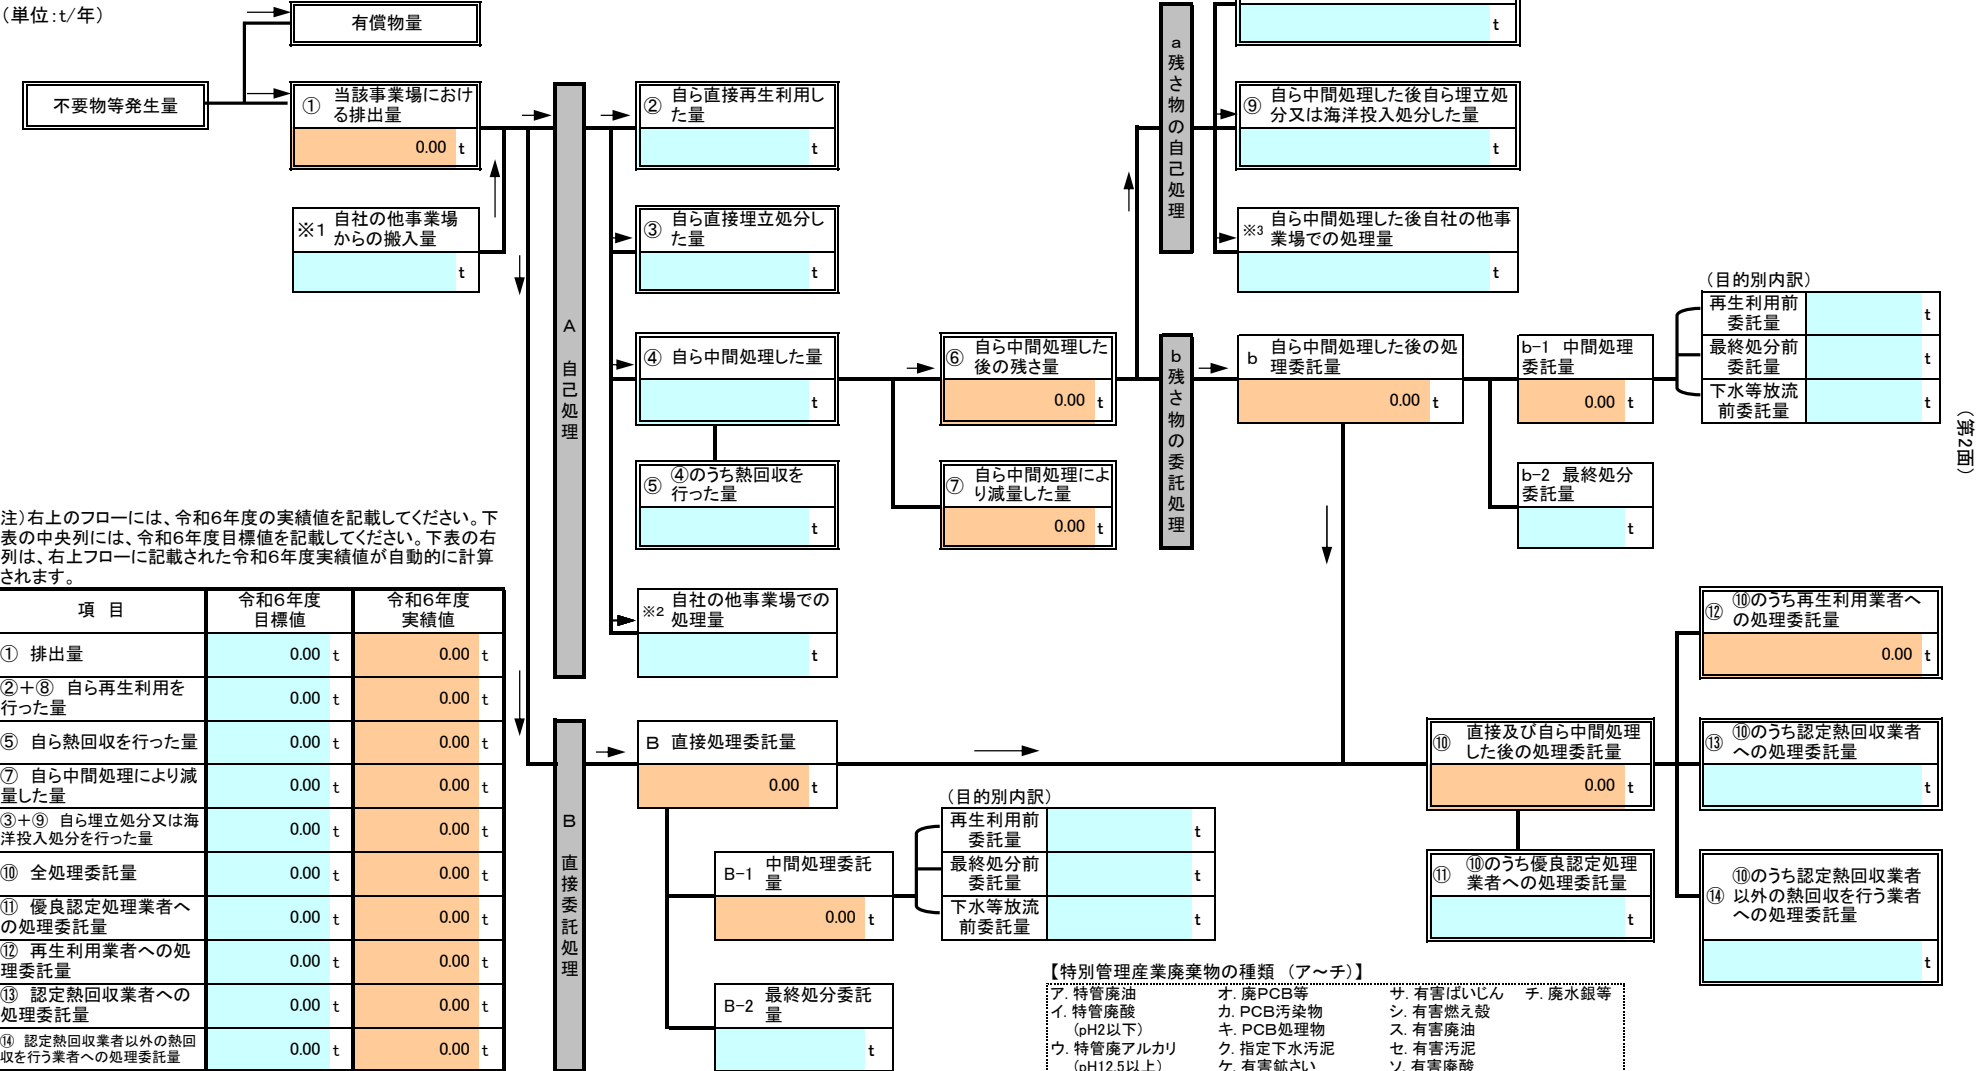 （単位：t/年）
有償物量
不要物等発生量
① 当該事業場におけ
る排出量
0.00 t
※1 自社の他事業場
からの搬入量
t
A 自己処理
② 自ら直接再生利用し
た量
t
③ 自ら直接埋立処分し
た量
t
④ 自ら中間処理した量
t
⑤ ④のうち熱回収を
行った量
t
※2 自社の他事業場での
処理量
t
⑥ 自ら中間処理した
後の残さ量
0.00 t
⑦ 自ら中間処理によ
り減量した量
0.00 t
a 残さ物の自己処理
t
⑨ 自ら中間処理した後自ら埋立処
分又は海洋投入処分した量
t
※3 自ら中間処理した後自社の他事
業場での処理量
t
b 残さ物の委託処理
b 自ら中間処理した後の処
理委託量
0.00 t
b-1 中間処理
委託量
0.00 t
b-2 最終処分
委託量
t
（目的別内訳）
再生利用前
委託量
t
最終処分前
委託量
t
下水等放流
前委託量
t
（第2面）
注）右上のフローには、令和6年度の実績値を記載してください。下
表の中央列には、令和6年度目標値を記載してください。下表の右
列は、右上フローに記載された令和6年度実績値が自動的に計算
されます。
項 目 令和6年度
目標値 令和6年度
実績値
① 排出量 0.00 t 0.00 t
②＋⑧ 自ら再生利用を
行った量 0.00 t 0.00 t
⑤ 自ら熱回収を行った量 0.00 t 0.00 t
⑦ 自ら中間処理により減
量した量 0.00 t 0.00 t
③＋⑨ 自ら埋立処分又は海
洋投入処分を行った量 0.00 t 0.00 t
⑩ 全処理委託量 0.00 t 0.00 t
⑪ 優良認定処理業者へ
の処理委託量 0.00 t 0.00 t
⑫ 再生利用業者への処
理委託量 0.00 t 0.00 t
⑬ 認定熱回収業者への
処理委託量 0.00 t 0.00 t
⑭ 認定熱回収業者以外の熱回
収を行う業者への処理委託量 0.00 t 0.00 t
B 直接委託処理
B 直接処理委託量
0.00 t
B-1 中間処理委託
量
0.00 t
B-2 最終処分委託
量
t
（目的別内訳）
再生利用前
委託量
t
最終処分前
委託量
t
下水等放流
前委託量
t
⑩ 直接及び自ら中間処理
した後の処理委託量
0.00 t
⑪ ⑩のうち優良認定処理
業者への処理委託量
t
⑫ ⑩のうち再生利用業者へ
の処理委託量
0.00 t
⑬ ⑩のうち認定熱回収業者
への処理委託量
t
⑭ ⑩のうち認定熱回収業者
以外の熱回収を行う業者
への処理委託量
t
【特別管理産業廃棄物の種類 （ア～チ）】
ア．特管廃油 オ．廃PCB等 サ．有害ばいじん チ．廃水銀等
イ．特管廃酸 カ．PCB汚染物 シ．有害燃え殻
（pH2以下） キ．PCB処理物 ス．有害廃油
ウ．特管廃アルカリ ク．指定下水汚泥 セ．有害汚泥
（pH12.5以上） ケ．有害鉱さい ソ．有害廃酸